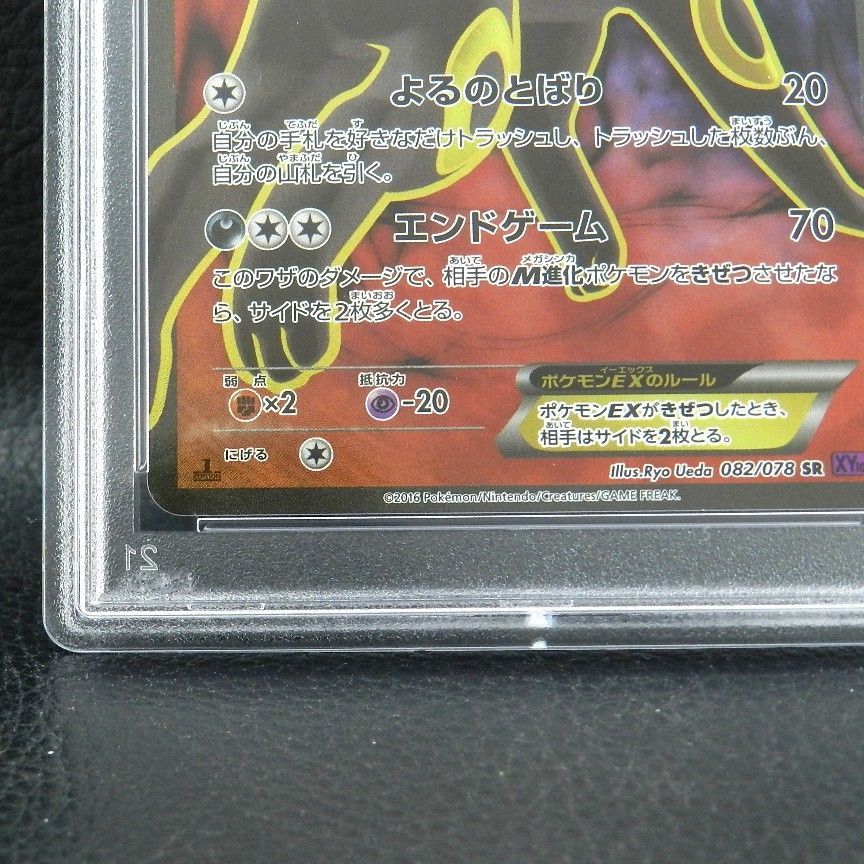 よるのとばり 20
自分の手札を好きなだけトラッシュし、トラッシュした枚数ぶん、
自分の山札を引く。
エンドゲーム 70
このワザのダメージで、相手のM進化ポケモンをきぜつさせたな
ら、サイドを2枚多くとる。
弱点 抵抗力
×2 -20
にげる
ポケモンEXのルール
ポケモンEXがきぜつしたとき、
相手はサイドを2枚とる。
1 EDITION
Illus.Ryo Ueda 082/078 SR XY10
©2016 Pokémon/Nintendo/Creatures/GAME FREAK.
21